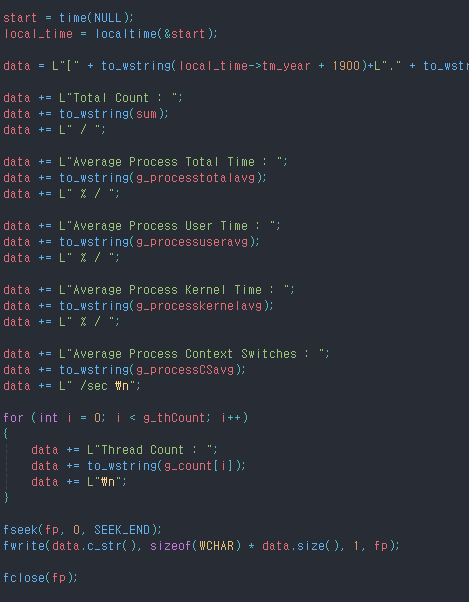 start = time(NULL);
local_time = localtime(&start);
data = L"[" + to_wstring(local_time->tm_year + 1900)+L"." + to_wstr
data += L"Total Count : ";
data += to_wstring(sum);
data += L" / ";
data += L"Average Process Total Time : ";
data += to_wstring(g_processtotalavg);
data += L" % / ";
data += L"Average Process User Time : ";
data += to_wstring(g_processuseravg);
data += L" % / ";
data += L"Average Process Kernel Time : ";
data += to_wstring(g_processkernelavg);
data += L" % / ";
data += L"Average Process Context Switches : ";
data += to_wstring(g_processCSavg);
data += L" /sec ₩n";
for (int i = 0; i < g_thCount; i++)
{
data += L"Thread Count : ";
data += to_wstring(g_count[i]);
data += L"₩n";
}
fseek(fp, 0, SEEK_END);
fwrite(data.c_str(), sizeof(WCHAR) * data.size(), 1, fp);
fclose(fp);